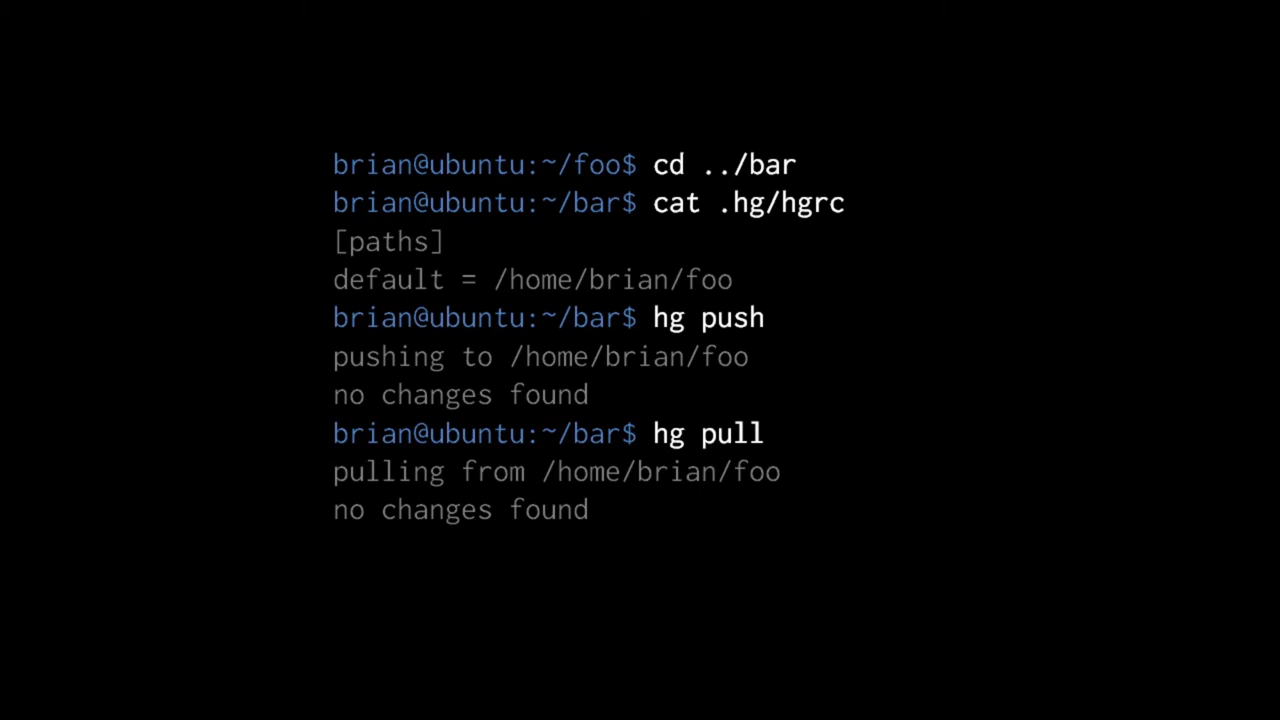 brian@ubuntu:~/foo$ cd ../bar
brian@ubuntu:~/bar$ cat .hg/hgrc
[paths]
default = /home/brian/foo
brian@ubuntu:~/bar$ hg push
pushing to /home/brian/foo
no changes found
brian@ubuntu:~/bar$ hg pull
pulling from /home/brian/foo
no changes found